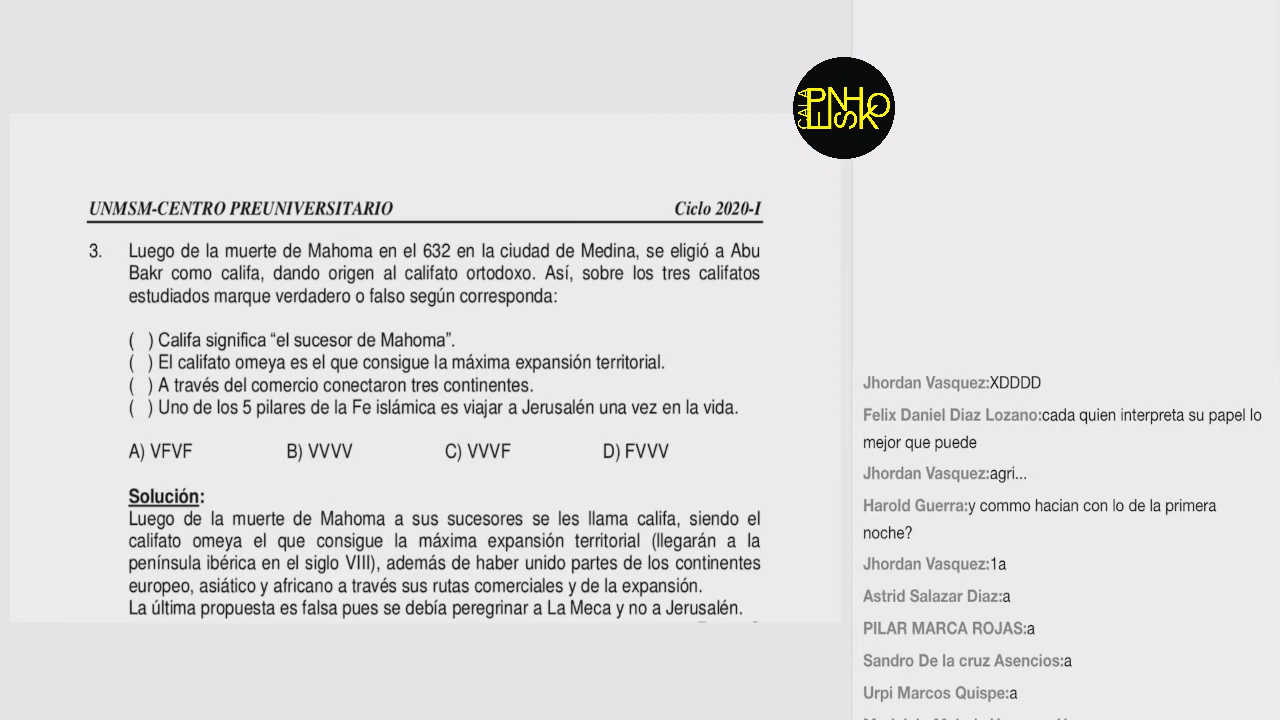 CALA
PENHO
ESK
UNMSM-CENTRO PREUNIVERSITARIO Ciclo 2020-I
3. Luego de la muerte de Mahoma en el 632 en la ciudad de Medina, se eligió a Abu
Bakr como califa, dando origen al califato ortodoxo. Así, sobre los tres califatos
estudiados marque verdadero o falso según corresponda:
( ) Califa significa “el sucesor de Mahoma”.
( ) El califato omeya es el que consigue la máxima expansión territorial.
( ) A través del comercio conectaron tres continentes.
( ) Uno de los 5 pilares de la Fe islámica es viajar a Jerusalén una vez en la vida.
A) VFVF B) VVVV C) VVVF D) FVVV
Solución:
Luego de la muerte de Mahoma a sus sucesores se les llama califa, siendo el
califato omeya el que consigue la máxima expansión territorial (llegarán a la
península ibérica en el siglo VIII), además de haber unido partes de los continentes
europeo, asiático y africano a través sus rutas comerciales y de la expansión.
La última propuesta es falsa pues se debía peregrinar a La Meca y no a Jerusalén.
Jhordan Vasquez:XDDDD
Felix Daniel Diaz Lozano:cada quien interpreta su papel lo
mejor que puede
Jhordan Vasquez:agri...
Harold Guerra:y commo hacian con lo de la primera
noche?
Jhordan Vasquez:1a
Astrid Salazar Diaz:a
PILAR MARCA ROJAS:a
Sandro De la cruz Asencios:a
Urpi Marcos Quispe:a